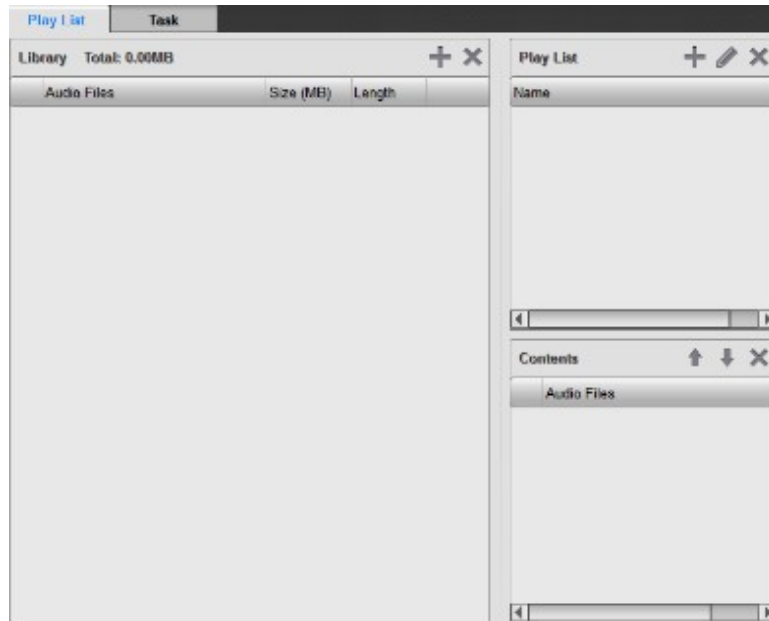 Play List Task
Library Total: 0.00MB
Audio Files Size (MB) Length
Play List
Name
Contents
Audio Files